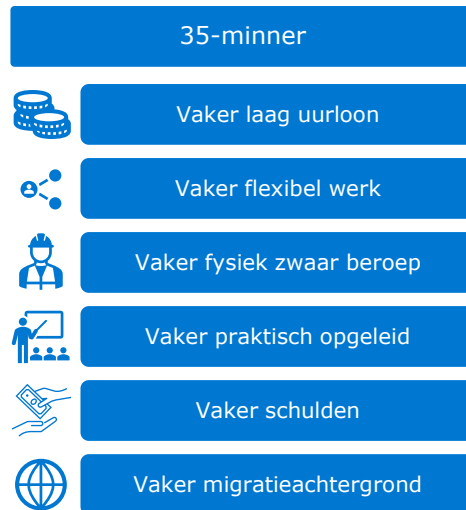 35-minner
Vaker laag uurloon
Vaker flexibel werk
Vaker fysiek zwaar beroep
Vaker praktisch opgeleid
Vaker schulden
Vaker migratieachtergrond